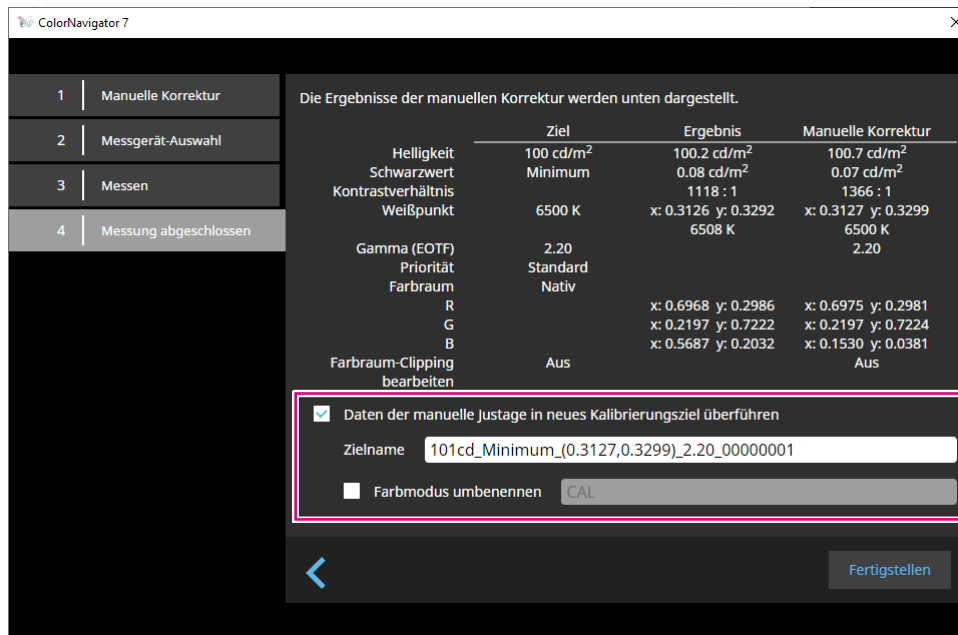 ColorNavigator 7
1 Manuelle Korrektur
2 Messgerät-Auswahl
3 Messen
4 Messung abgeschlossen
Die Ergebnisse der manuellen Korrektur werden unten dargestellt.
Ziel Ergebnis Manuelle Korrektur
Helligkeit 100 cd/m² 100.2 cd/m² 100.7 cd/m²
Schwarzwert Minimum 0.08 cd/m² 0.07 cd/m²
Kontrastverhältnis 1118 : 1 1366 : 1
Weißpunkt 6500 K x: 0.3126 y: 0.3292 x: 0.3127 y: 0.3299
6508 K 6500 K
Gamma (EOTF) 2.20 2.20
Priorität Standard
Farbraum Nativ
R x: 0.6968 y: 0.2986 x: 0.6975 y: 0.2981
G x: 0.2197 y: 0.7222 x: 0.2197 y: 0.7224
B x: 0.5687 y: 0.2032 x: 0.1530 y: 0.0381
Farbraum-Clipping Aus Aus
bearbeiten
Daten der manuelle Justage in neues Kalibrierungsziel überführen
Zielname 101cd_Minimum_(0.3127,0.3299)_2.20_00000001
Farbmodus umbenennen CAL
Fertigstellen